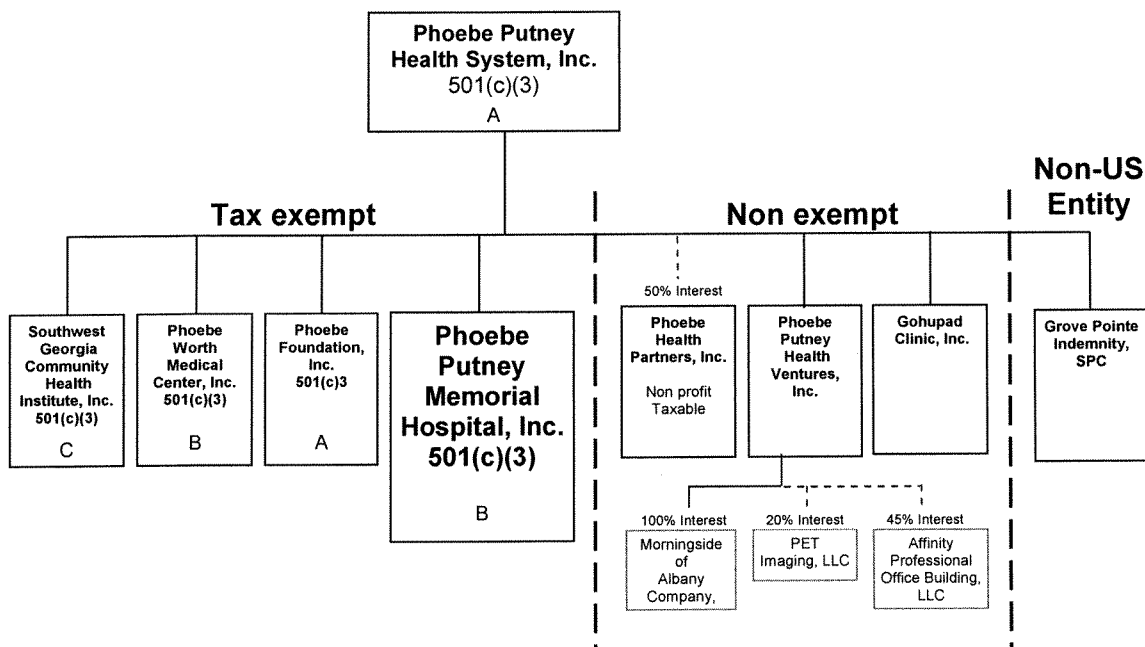 Phoebe Putney
Health System, Inc.
501(c)(3)
A
Tax exempt
Non exempt
Non-US
Entity
Southwest
Georgia
Community
Health
Institute, Inc.
501(c)(3)
C
Phoebe
Worth
Medical
Center, Inc.
501(c)(3)
B
Phoebe
Foundation,
Inc.
501(c)3
A
Phoebe
Putney
Memorial
Hospital, Inc.
501(c)(3)
B
50% Interest
Phoebe
Health
Partners, Inc.
Non profit
Taxable
Phoebe
Putney
Health
Ventures,
Inc.
Gohupad
Clinic, Inc.
Grove Pointe
Indemnity,
SPC
100% Interest
Morningside
of
Albany
Company,
20% Interest
PET
Imaging, LLC
45% Interest
Affinity
Professional
Office Building,
LLC